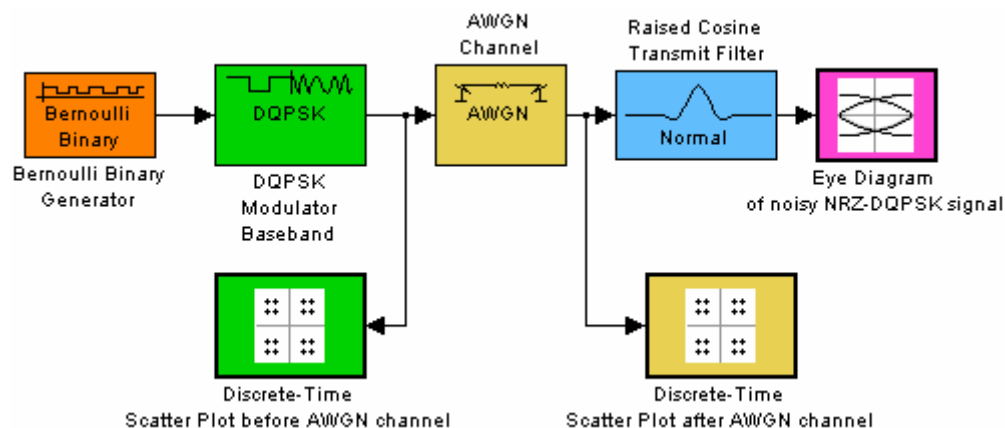 AWGN
Channel
Raised Cosine
Transmit Filter
Bernoulli
Binary
DQPSK
AWGN
Normal
Bernoulli Binary
Generator
DQPSK
Modulator
Baseband
Eye Diagram
of noisy NRZ-DQPSK signal
Discrete-Time
Scatter Plot before AWGN channel
Discrete-Time
Scatter Plot after AWGN channel